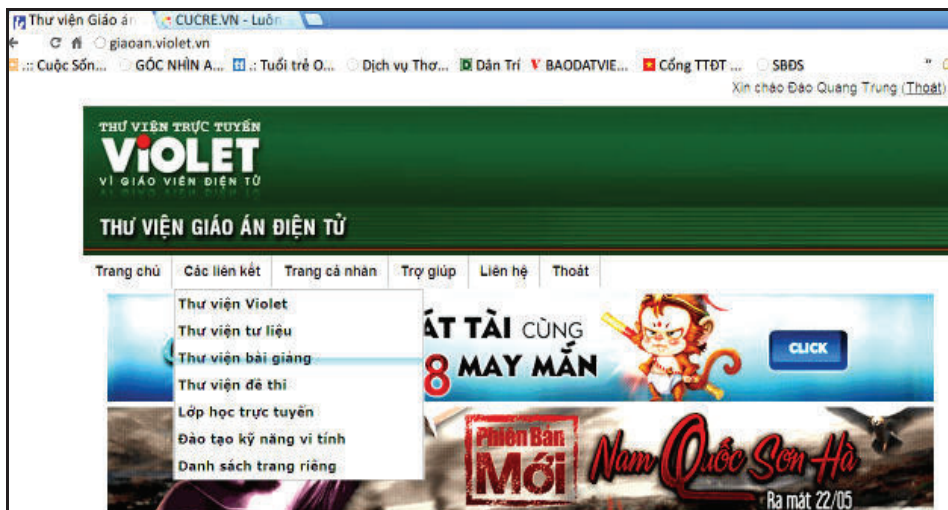 Thư viện Giáo án CUCRE.VN - Luôn
giaoan.violet.vn
.:: Cuộc Sốn... GÓC NHÌN A... .: Tuổi trẻ O... Dịch vụ Thơ... Dân Trí BAODATVIE... Cổng TTĐT ... SBDS "
Xin chào Đào Quang Trung (Thoát)
THƯ VIỆN TRỰC TUYẾN
ViOLET
VÌ GIÁO VIÊN ĐIỆN TỬ
THƯ VIỆN GIÁO ÁN ĐIỆN TỬ
Trang chủ Các liên kết Trang cá nhân Trợ giúp Liên hệ Thoát
Thư viện Violet
Thư viện tư liệu
Thư viện bài giảng
Thư viện đề thi
Lớp học trực tuyến
Đào tạo kỹ năng vi tính
Danh sách trang riêng
ÁT TÀI CÙNG
8 MAY MẮN
CLICK
Phiên Bản
Mới
Nam Quốc Sơn Hà
Ra mắt 22/05